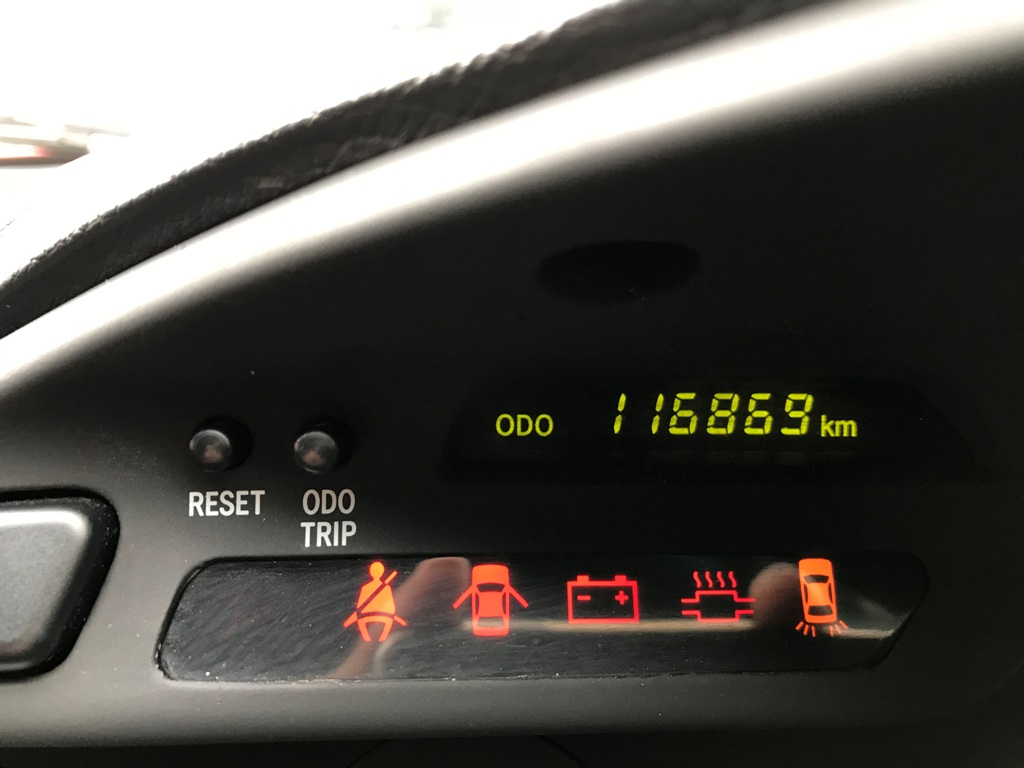 ODO 116869 km
RESET ODO
TRIP